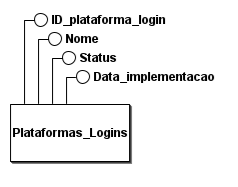 ID_plataforma_login
Nome
Status
Data_implementacao
Plataformas_Logins